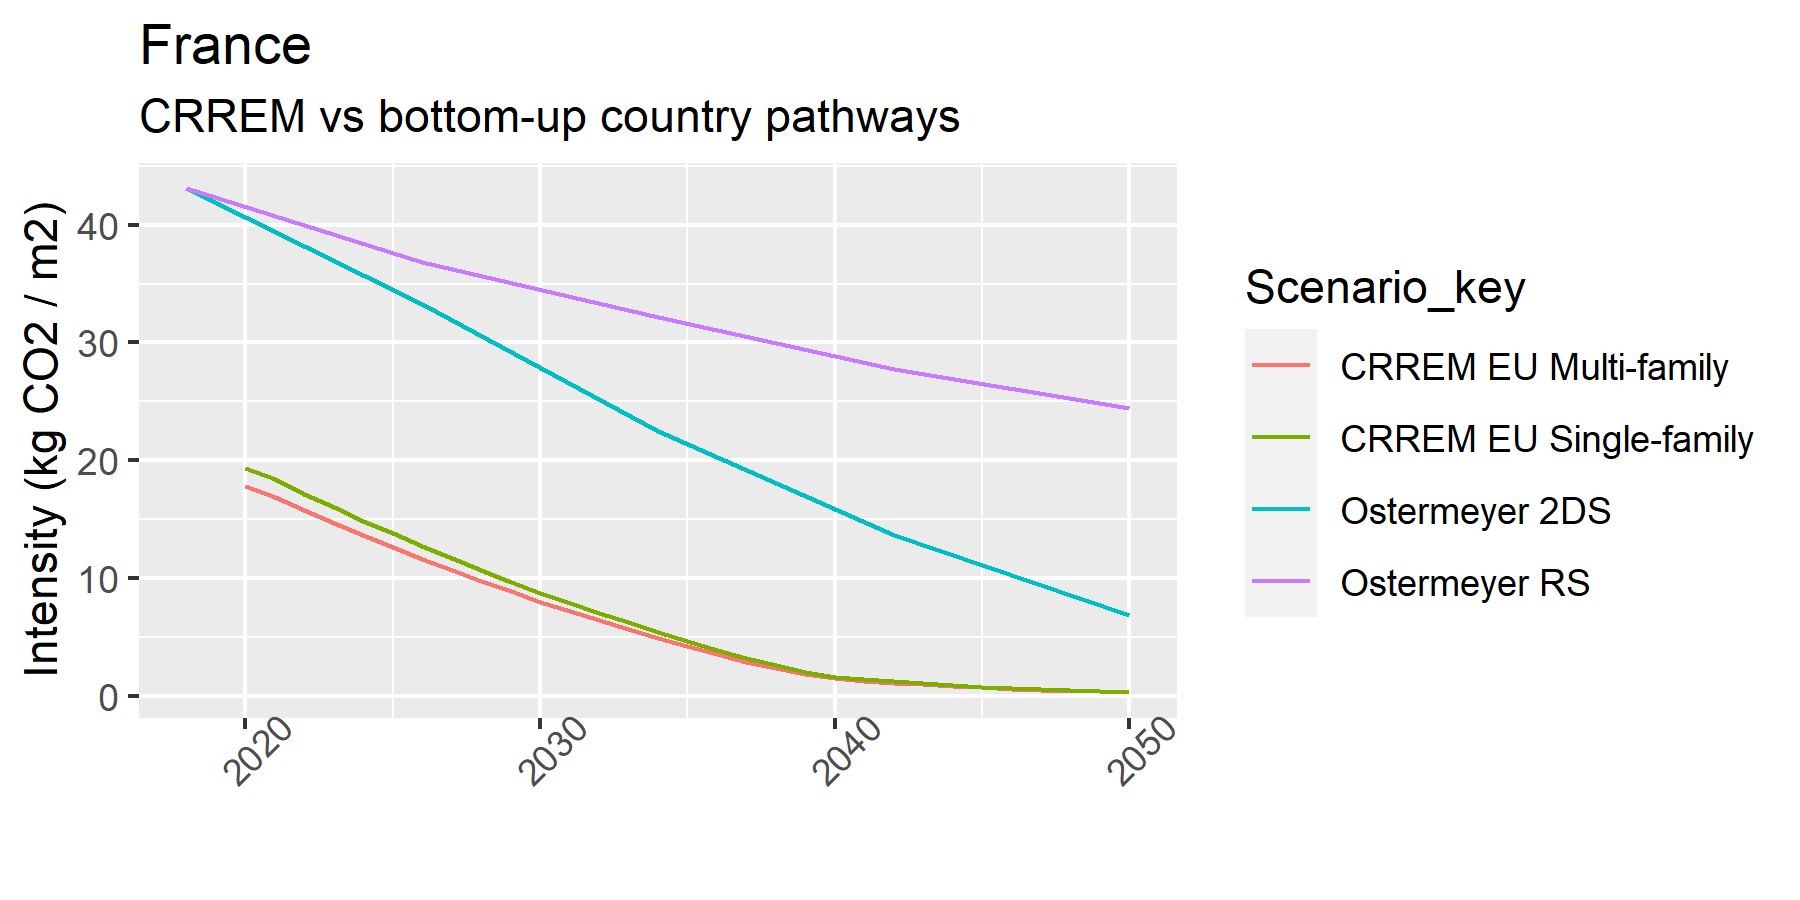 France
CRREM vs bottom-up country pathways
Intensity (kg CO2 / m2)
40
30
20
10
0
2020
2030
2040
2050
Scenario_key
CRREM EU Multi-family
CRREM EU Single-family
Ostermeyer 2DS
Ostermeyer RS